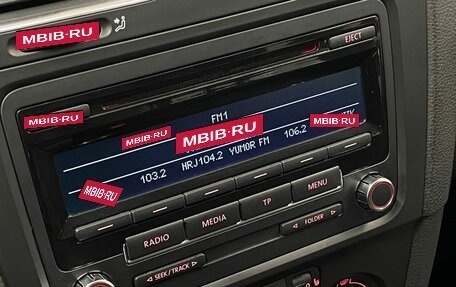 MBIB·RU
EJECT
MBIB·RU
FM1
MBIB·RU
MBIB·RU
MBIB·RU
103.2 NRJ104.2 YUMOR FM 106.2
MBIB·RU
MENU
TP
MEDIA
RADIO
FOLDER
SEEK/TRACK